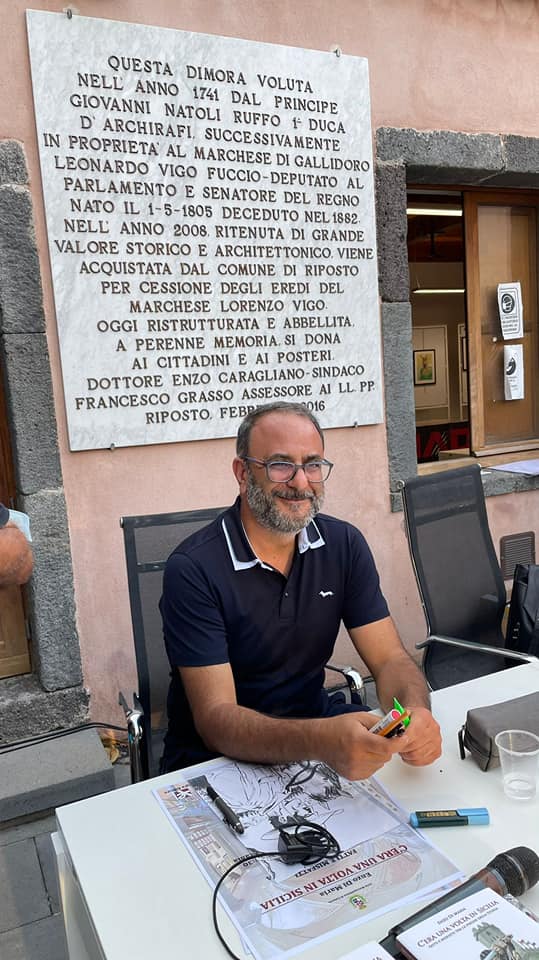 QUESTA DIMORA VOLUTA
NELL' ANNO 1741 DAL PRINCIPE
GIOVANNI NATOLI RUFFO 1° DUCA
D' ARCHIRAFI, SUCCESSIVAMENTE
IN PROPRIETA' AL MARCHESE DI GALLIDORO
LEONARDO VIGO FUCCIO-DEPUTATO AL
PARLAMENTO E SENATORE DEL REGNO
NATO IL 1-5-1805 DECEDUTO NEL 1882.
NELL' ANNO 2008, RITENUTA DI GRANDE
VALORE STORICO E ARCHITETTONICO, VIENE
ACQUISTATA DAL COMUNE DI RIPOSTO
PER CESSIONE DEGLI EREDI DEL
MARCHESE LORENZO VIGO.
OGGI RISTRUTTURATA E ABBELLITA,
A PERENNE MEMORIA, SI DONA
AI CITTADINI E AI POSTERI.
DOTTORE ENZO CARAGLIANO-SINDACO
FRANCESCO GRASSO ASSESSORE AI LL. PP.
RIPOSTO, 2016
Enzo Di Maria
C'ERA UNA VOLTA IN SICILIA
C'ERA UNA VOLTA IN SICILIA